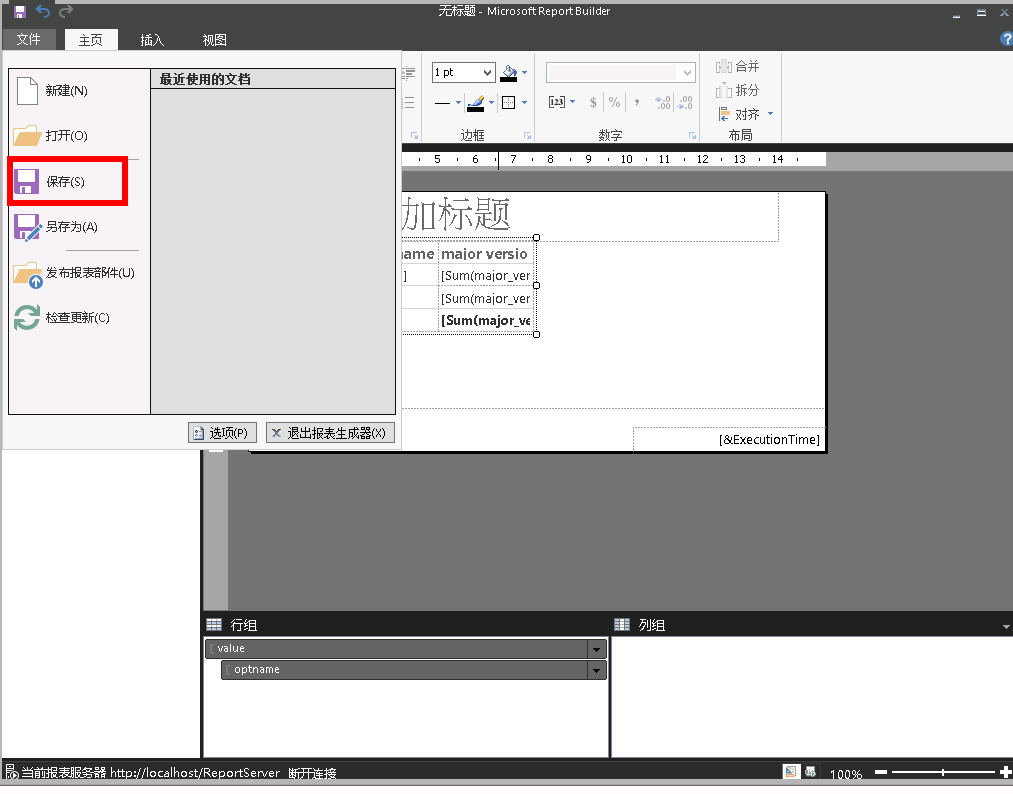 无标题 - Microsoft Report Builder
文件 主页 插入 视图
新建(N)
打开(O)
保存(S)
另存为(A)
发布报表部件(U)
检查更新(C)
最近使用的文档
选项(P) 退出报表生成器(X)
1 pt
边框
123 $ % , .00 .00
数字
合并
拆分
对齐
布局
5 6 7 8 9 10 11 12 13 14
加标题
ame major versio
] [Sum(major_ver
[Sum(major_ver
[Sum(major_ve
[&ExecutionTime]
行组
value
optname
列组
当前报表服务器 http://localhost/ReportServer 断开连接
100%